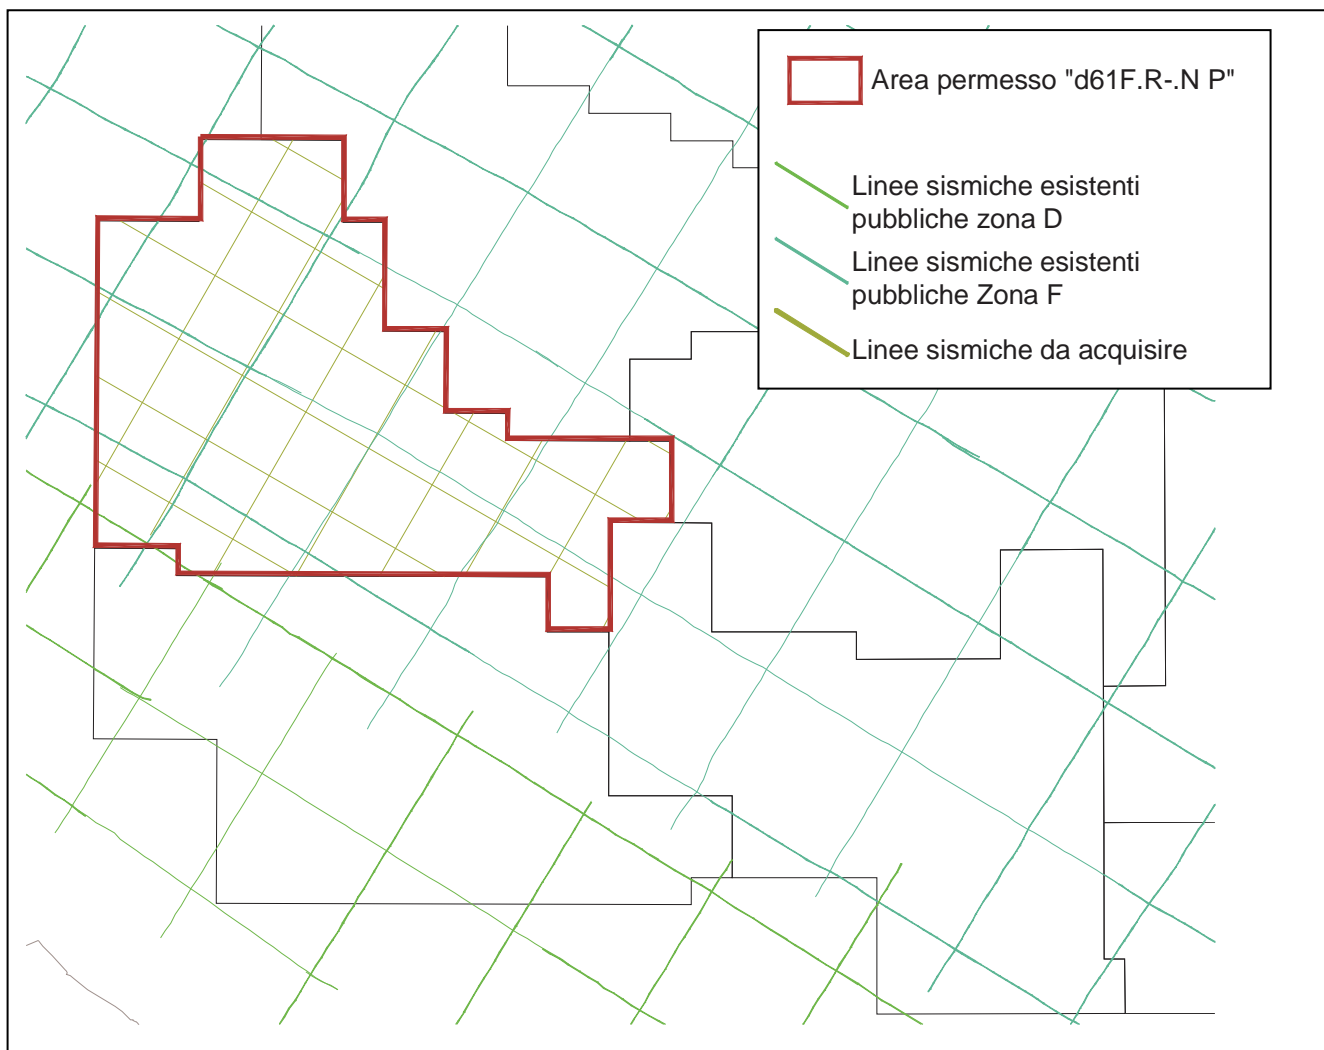 Area permesso "d61F.R-.N P"
Linee sismiche esistenti
pubbliche zona D
Linee sismiche esistenti
pubbliche Zona F
Linee sismiche da acquisire